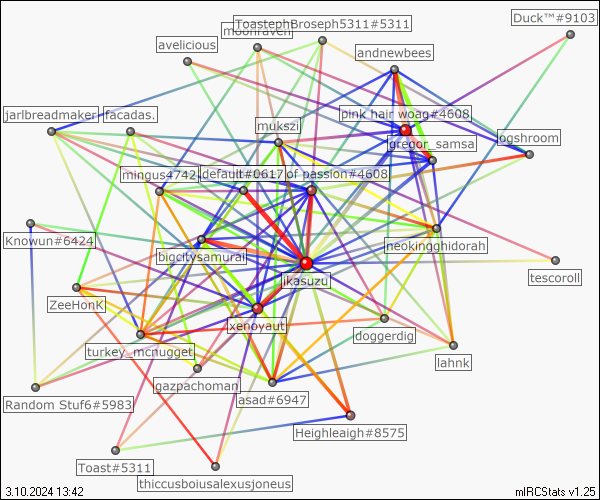 Duck™#9103
ToastephBroseph5311#5311
moonraven
avelicious
andnewbees
jarlbreadmaker
facadas.
pink hair woag#4608
mukszi
ogshroom
gregor_samsa
mingus4742
default#0617
of passion#4608
Knowun#6424
neokingghidorah
bigcitysamurai
tescoroll
ikasuzu
ZeeHonK
xenoyaut
doggerdig
turkey_mcnugget
lahnk
gazpachoman
Random Stuf6#5983
asad#6947
Heighleaigh#8575
Toast#5311
thiccusboiusalexusjoneus
3.10.2024 13:42
mIRCStats v1.25